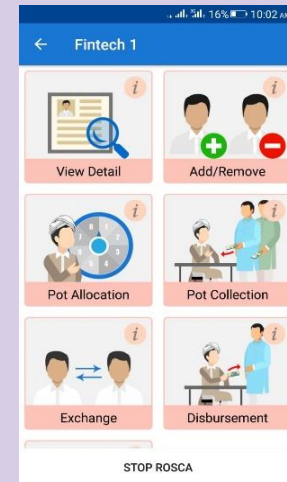 16% 10:02 AM
Fintech 1
View Detail
Add/Remove
Pot Allocation
Pot Collection
Exchange
Disbursement
STOP ROSCA